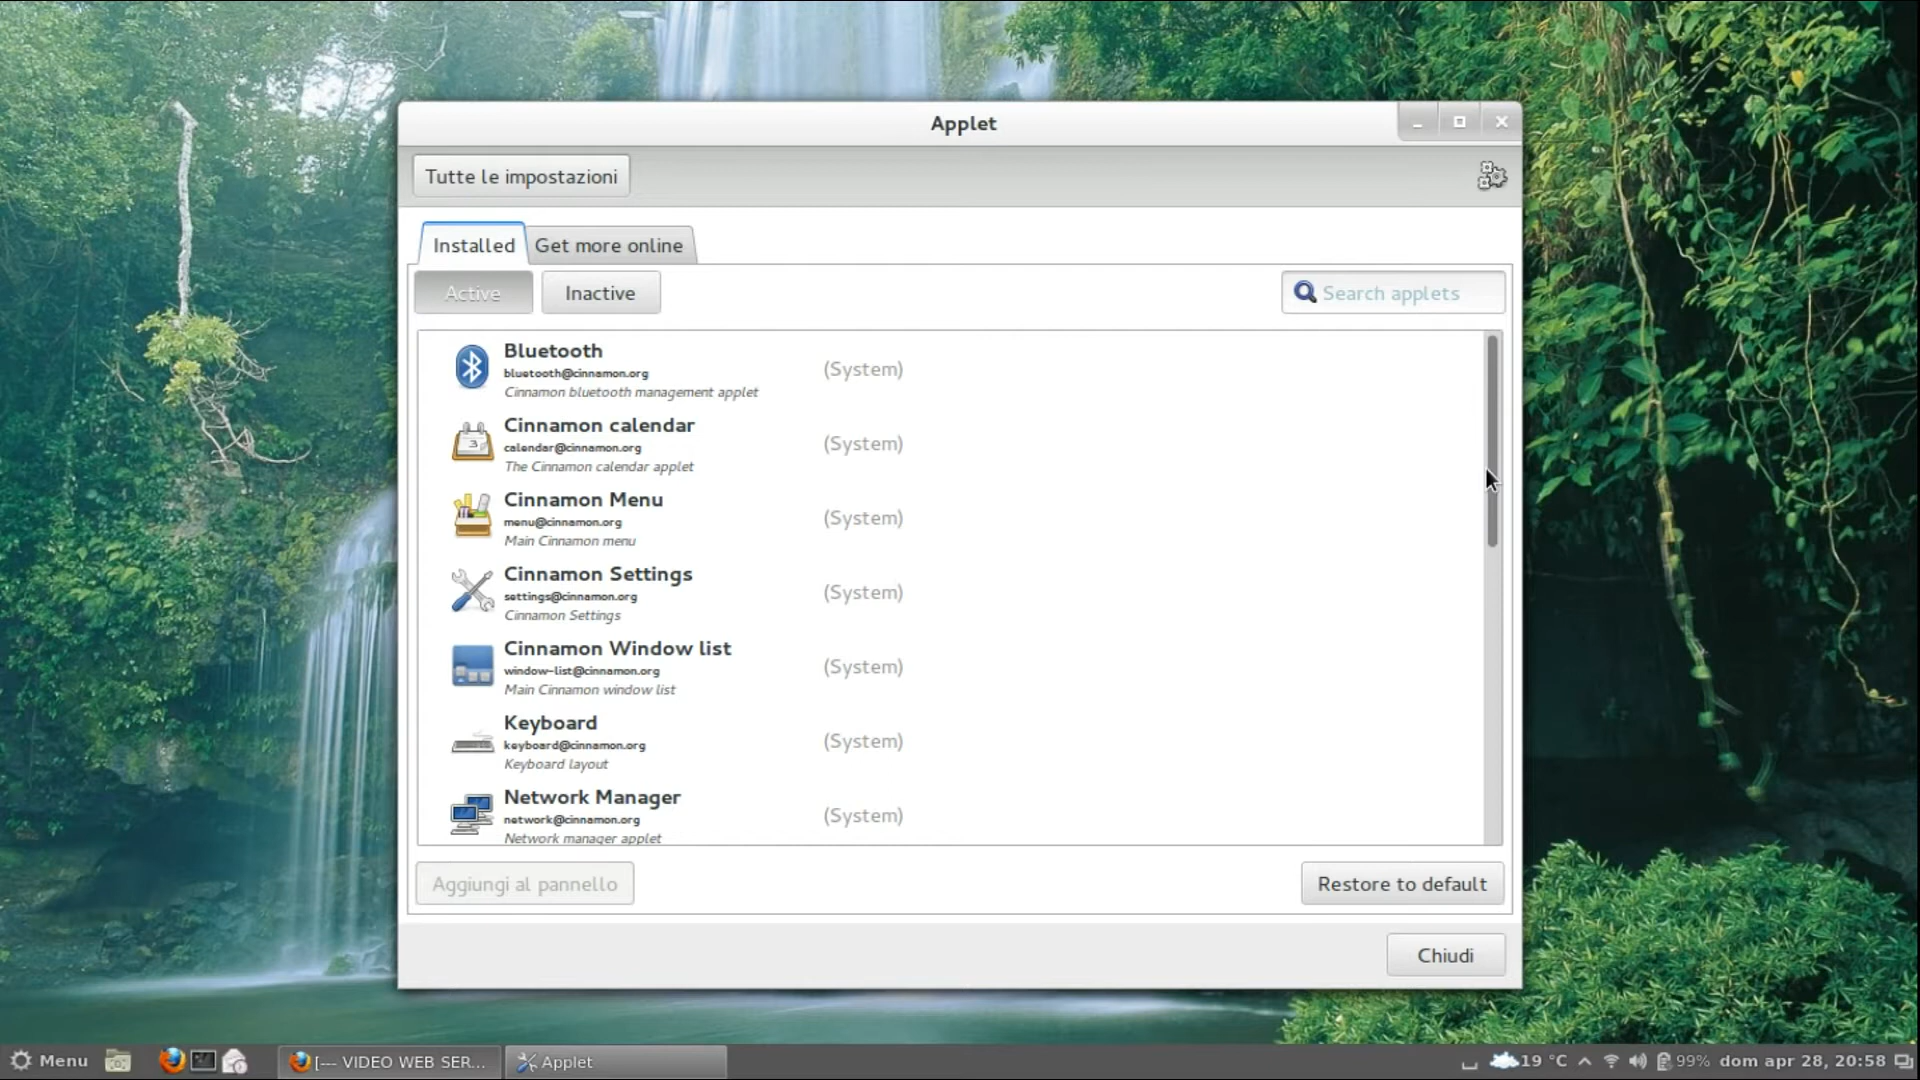 Applet
Tutte le impostazioni
Installed
Get more online
Active
Inactive
Search applets
Bluetooth
bluetooth@cinnamon.org
Cinnamon bluetooth management applet
(System)
Cinnamon calendar
calendar@cinnamon.org
The Cinnamon calendar applet
(System)
Cinnamon Menu
menu@cinnamon.org
Main Cinnamon menu
(System)
Cinnamon Settings
settings@cinnamon.org
Cinnamon Settings
(System)
Cinnamon Window list
window-list@cinnamon.org
Main Cinnamon window list
(System)
Keyboard
keyboard@cinnamon.org
Keyboard layout
(System)
Network Manager
network@cinnamon.org
Network manager applet
(System)
Aggiungi al pannello
Restore to default
Chiudi
Menu
[--- VIDEO WEB SER...
Applet
19 °C
99%
dom apr 28, 20:58